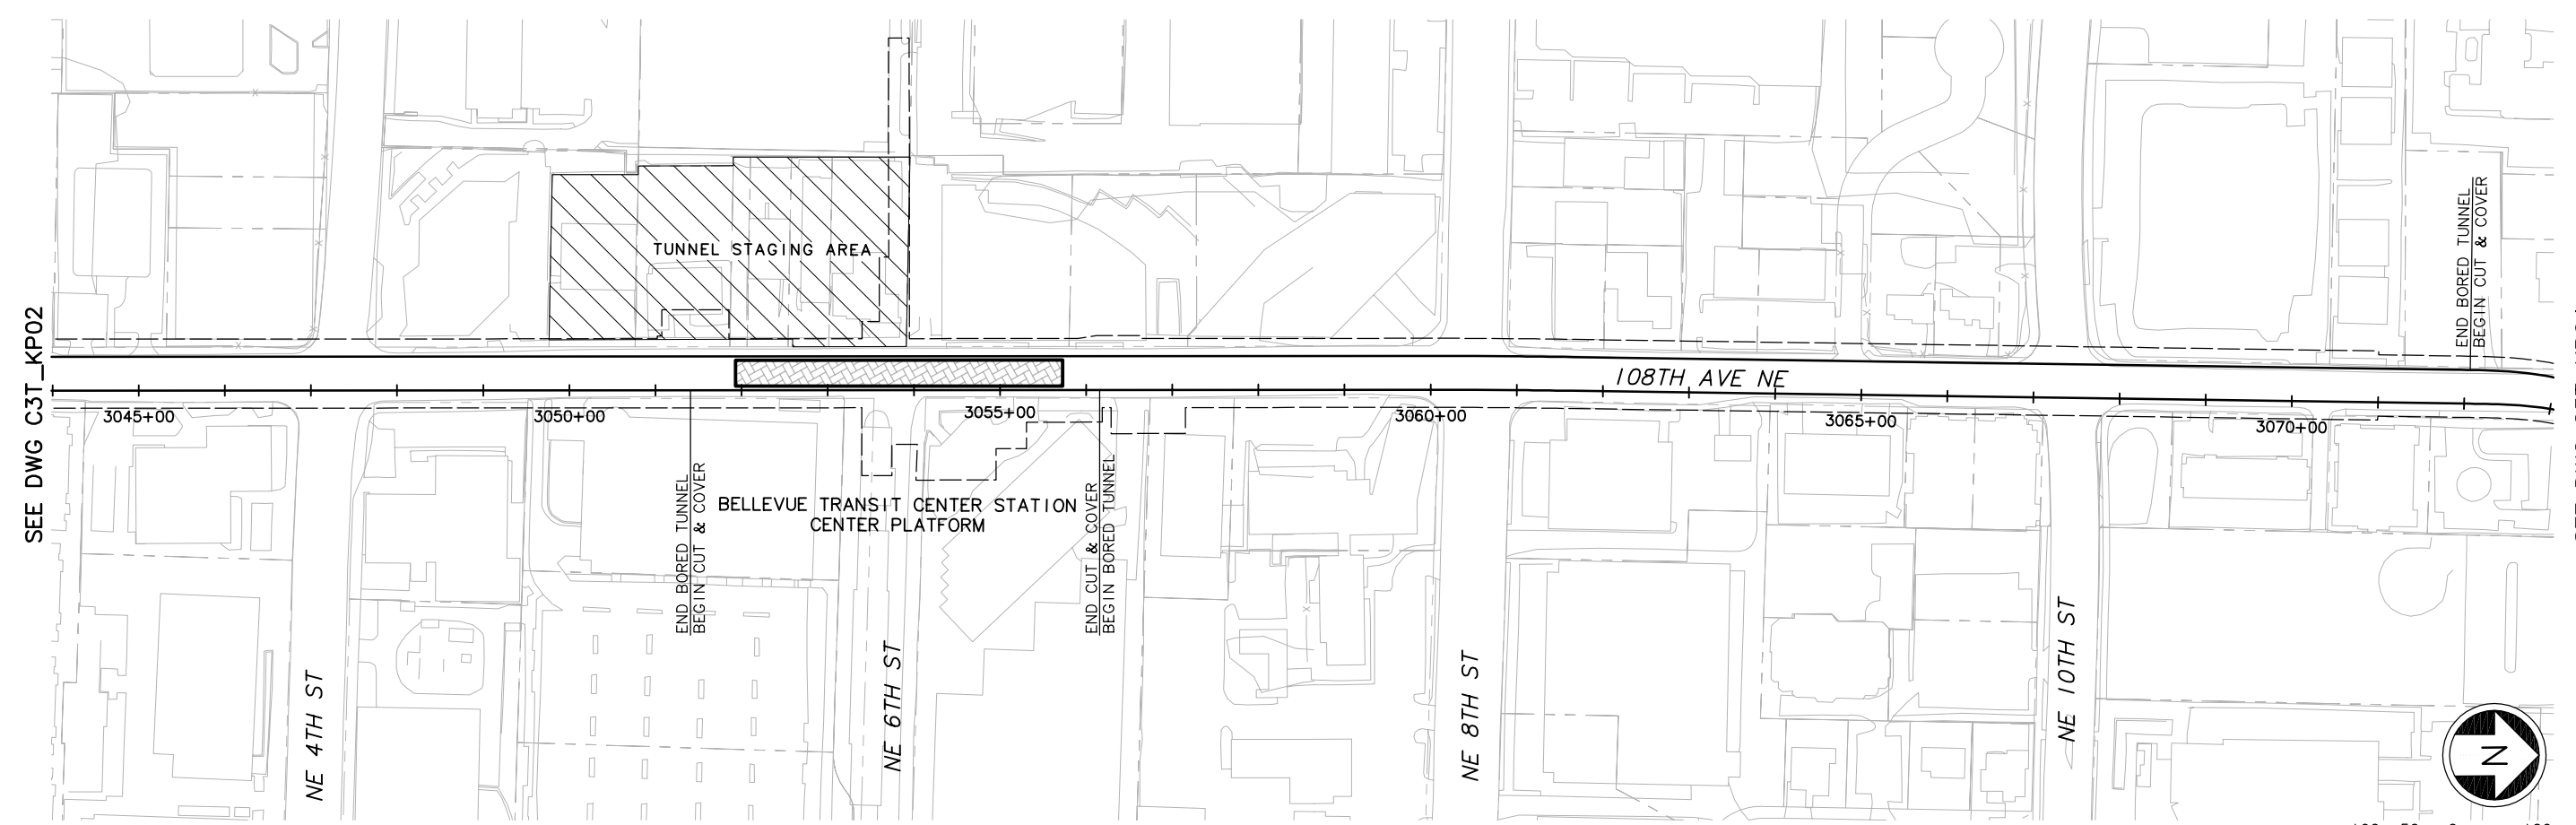 SEE DWG C3T_KP02
TUNNEL STAGING AREA
END BORED TUNNEL
BEGIN CUT & COVER
108TH AVE NE
3045+00
3050+00
3055+00
3060+00
3065+00
3070+00
END BORED TUNNEL
BEGIN CUT & COVER
BELLEVUE TRANSIT CENTER STATION
CENTER PLATFORM
END CUT & COVER
BEGIN BORED TUNNEL
NE 4TH ST
NE 6TH ST
NE 8TH ST
NE 10TH ST
N